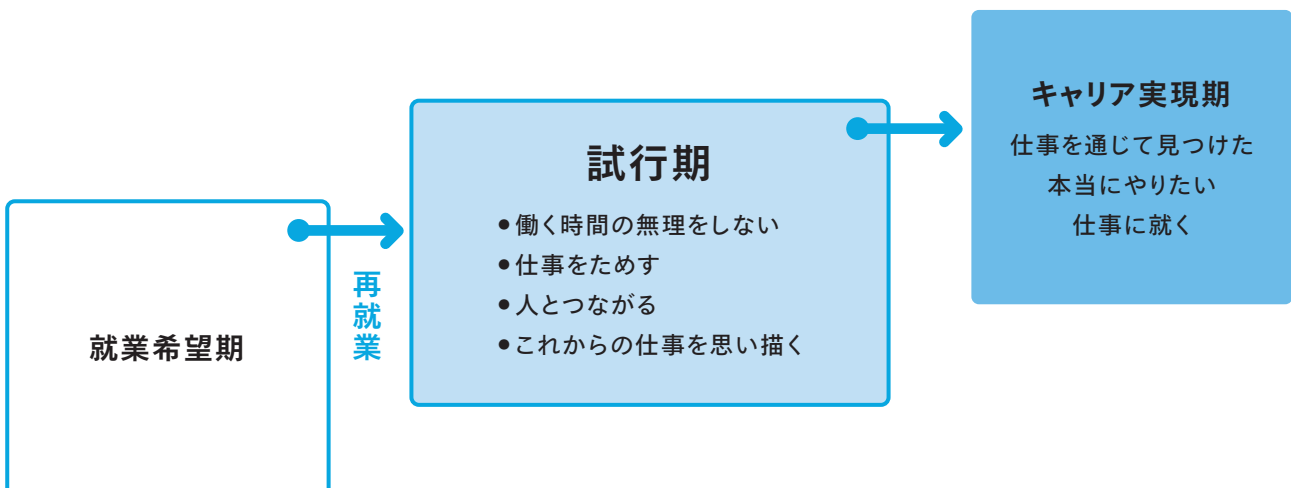 就業希望期
再就業
試行期
●働く時間の無理をしない
●仕事をためす
●人とつながる
●これからの仕事を思い描く
キャリア実現期
仕事を通じて見つけた
本当にやりたい
仕事に就く